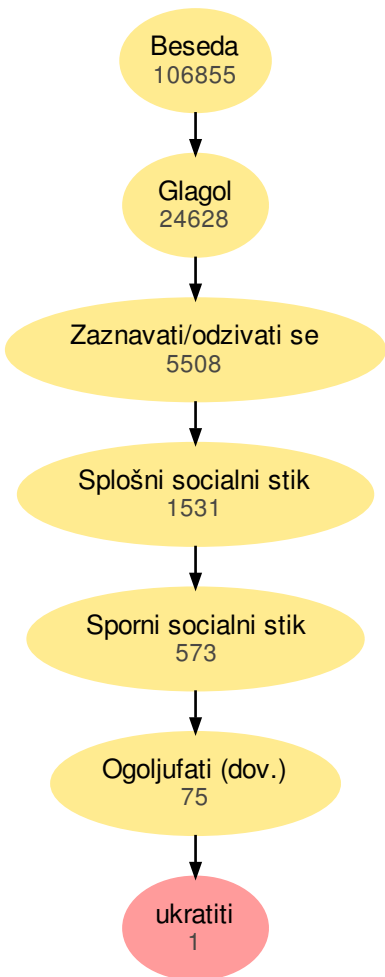 Beseda
106855
Glagol
24628
Zaznavati/odzivati se
5508
Splošni socialni stik
1531
Sporni socialni stik
573
Ogoljufati (dov.)
75
ukratiti
1